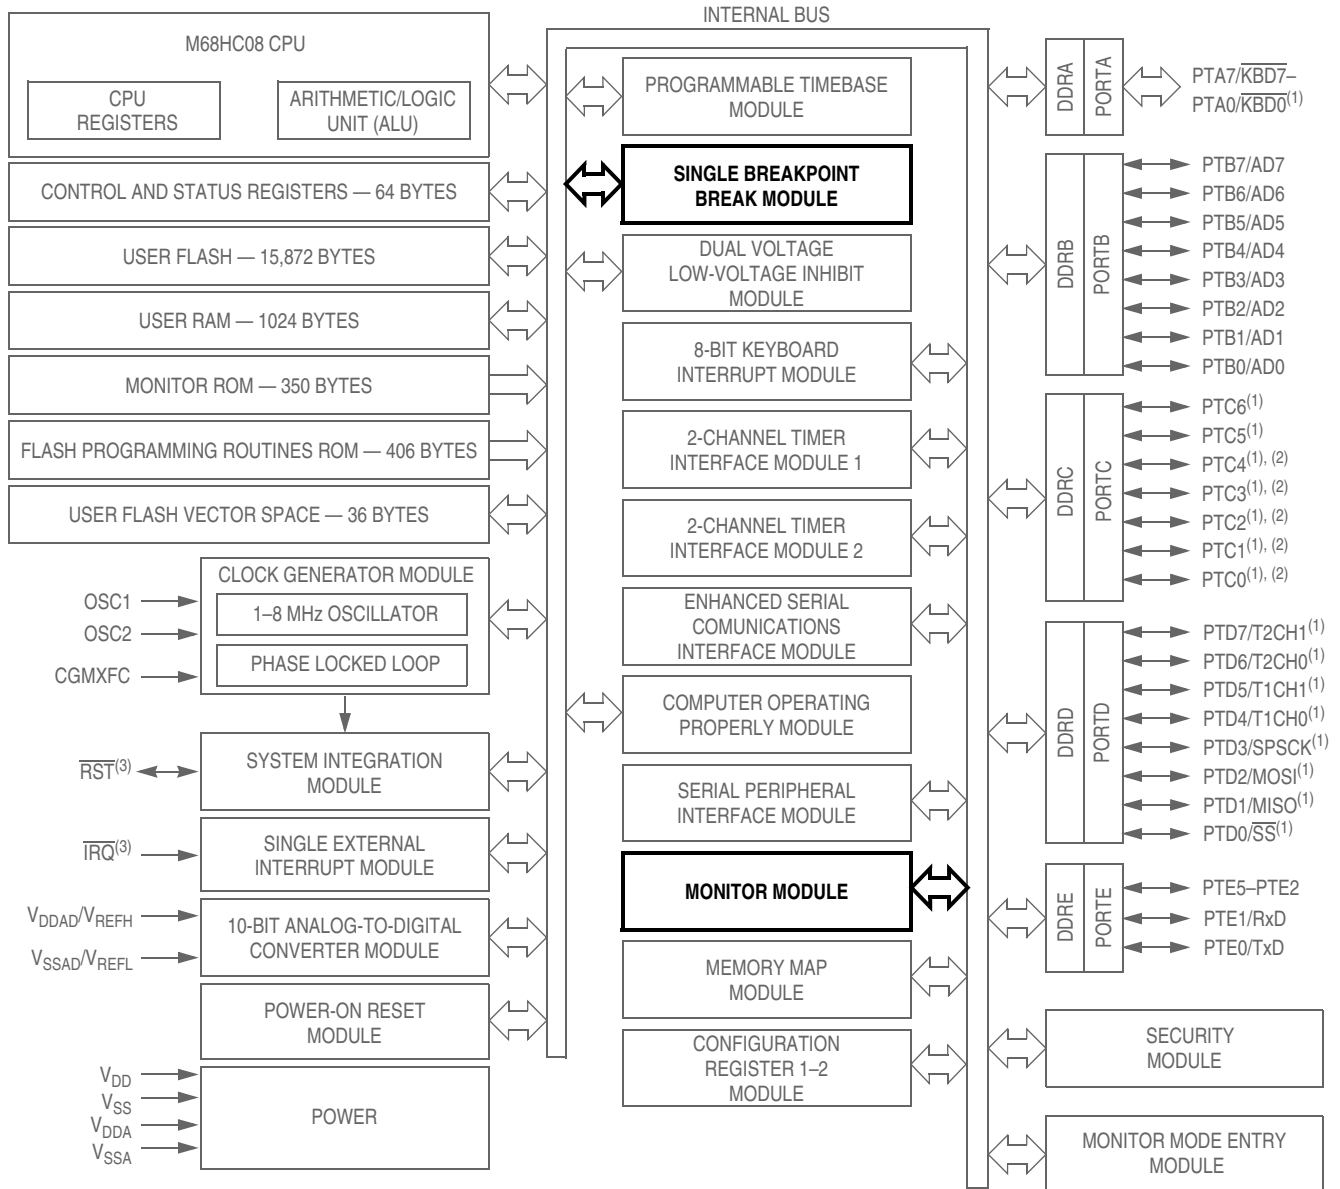 INTERNAL BUS
M68HC08 CPU
CPU
REGISTERS
ARITHMETIC/LOGIC
UNIT (ALU)
CONTROL AND STATUS REGISTERS — 64 BYTES
USER FLASH — 15,872 BYTES
USER RAM — 1024 BYTES
MONITOR ROM — 350 BYTES
FLASH PROGRAMMING ROUTINES ROM — 406 BYTES
USER FLASH VECTOR SPACE — 36 BYTES
CLOCK GENERATOR MODULE
1–8 MHz OSCILLATOR
PHASE LOCKED LOOP
OSC1
OSC2
CGMXFC
SYSTEM INTEGRATION
MODULE
RST(3)
SINGLE EXTERNAL
INTERRUPT MODULE
IRQ(3)
10-BIT ANALOG-TO-DIGITAL
CONVERTER MODULE
VDDAD/VREFH
VSSAD/VREFL
POWER-ON RESET
MODULE
POWER
VDD
VSS
VDDA
VSSA
PROGRAMMABLE TIMEBASE
MODULE
SINGLE BREAKPOINT
BREAK MODULE
DUAL VOLTAGE
LOW-VOLTAGE INHIBIT
MODULE
8-BIT KEYBOARD
INTERRUPT MODULE
2-CHANNEL TIMER
INTERFACE MODULE 1
2-CHANNEL TIMER
INTERFACE MODULE 2
ENHANCED SERIAL
COMUNICATIONS
INTERFACE MODULE
COMPUTER OPERATING
PROPERLY MODULE
SERIAL PERIPHERAL
INTERFACE MODULE
MONITOR MODULE
MEMORY MAP
MODULE
CONFIGURATION
REGISTER 1–2
MODULE
DDRA
PORTA
PTA7/KBD7–
PTA0/KBD0(1)
DDRB
PORTB
PTB7/AD7
PTB6/AD6
PTB5/AD5
PTB4/AD4
PTB3/AD3
PTB2/AD2
PTB1/AD1
PTB0/AD0
DDRC
PORTC
PTC6(1)
PTC5(1)
PTC4(1), (2)
PTC3(1), (2)
PTC2(1), (2)
PTC1(1), (2)
PTC0(1), (2)
DDRD
PORTD
PTD7/T2CH1(1)
PTD6/T2CH0(1)
PTD5/T1CH1(1)
PTD4/T1CH0(1)
PTD3/SPSCK(1)
PTD2/MOSI(1)
PTD1/MISO(1)
PTD0/SS(1)
DDRE
PORTE
PTE5–PTE2
PTE1/RxD
PTE0/TxD
SECURITY
MODULE
MONITOR MODE ENTRY
MODULE